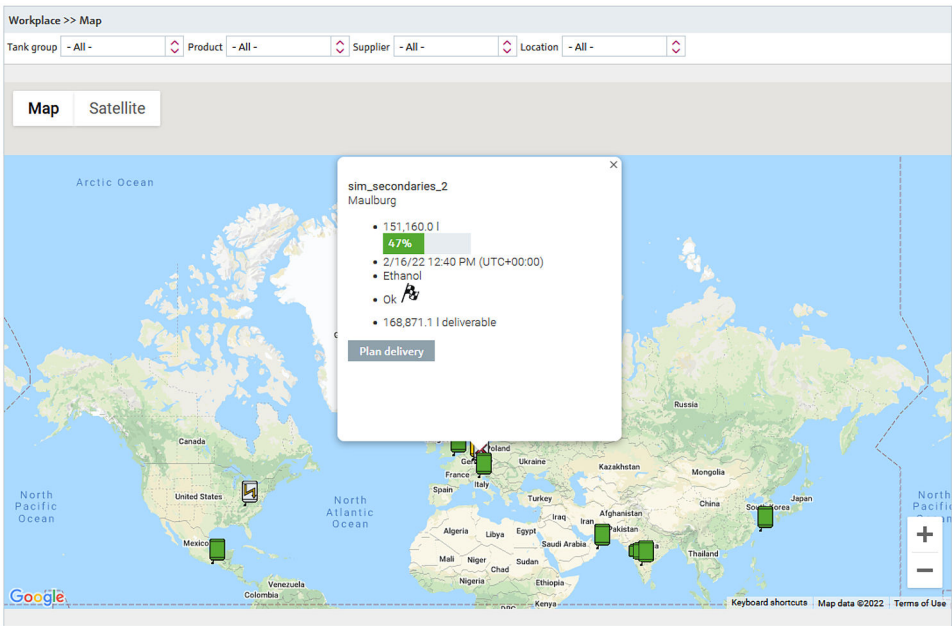 Workplace >> Map
Tank group - All - Product - All - Supplier - All - Location - All -
Map Satellite
Arctic Ocean
sim_secondaries_2
Maulburg
151,160.0 l
47%
2/16/22 12:40 PM (UTC+00:00)
Ethanol
Ok
168,871.1 l deliverable
Plan delivery
Russia
Canada
oland
Ger
Ukraine
Kazakhstan
Mongolia
France
Italy
Spain
Turkey
United States
China
Japan
South Korea
North
Pacific
Ocean
North
Atlantic
Ocean
North
Pacific
Iraq
Iran
Afghanistan
Pakistan
Algeria
Libya
Egypt
Saudi Arabia
Mexico
Mali
Niger
Chad
Sudan
Thailand
Nigeria
Ethiopia
Venezuela
Colombia
DRC
Kenya
Google
Keyboard shortcuts Map data ©2022 Terms of Use